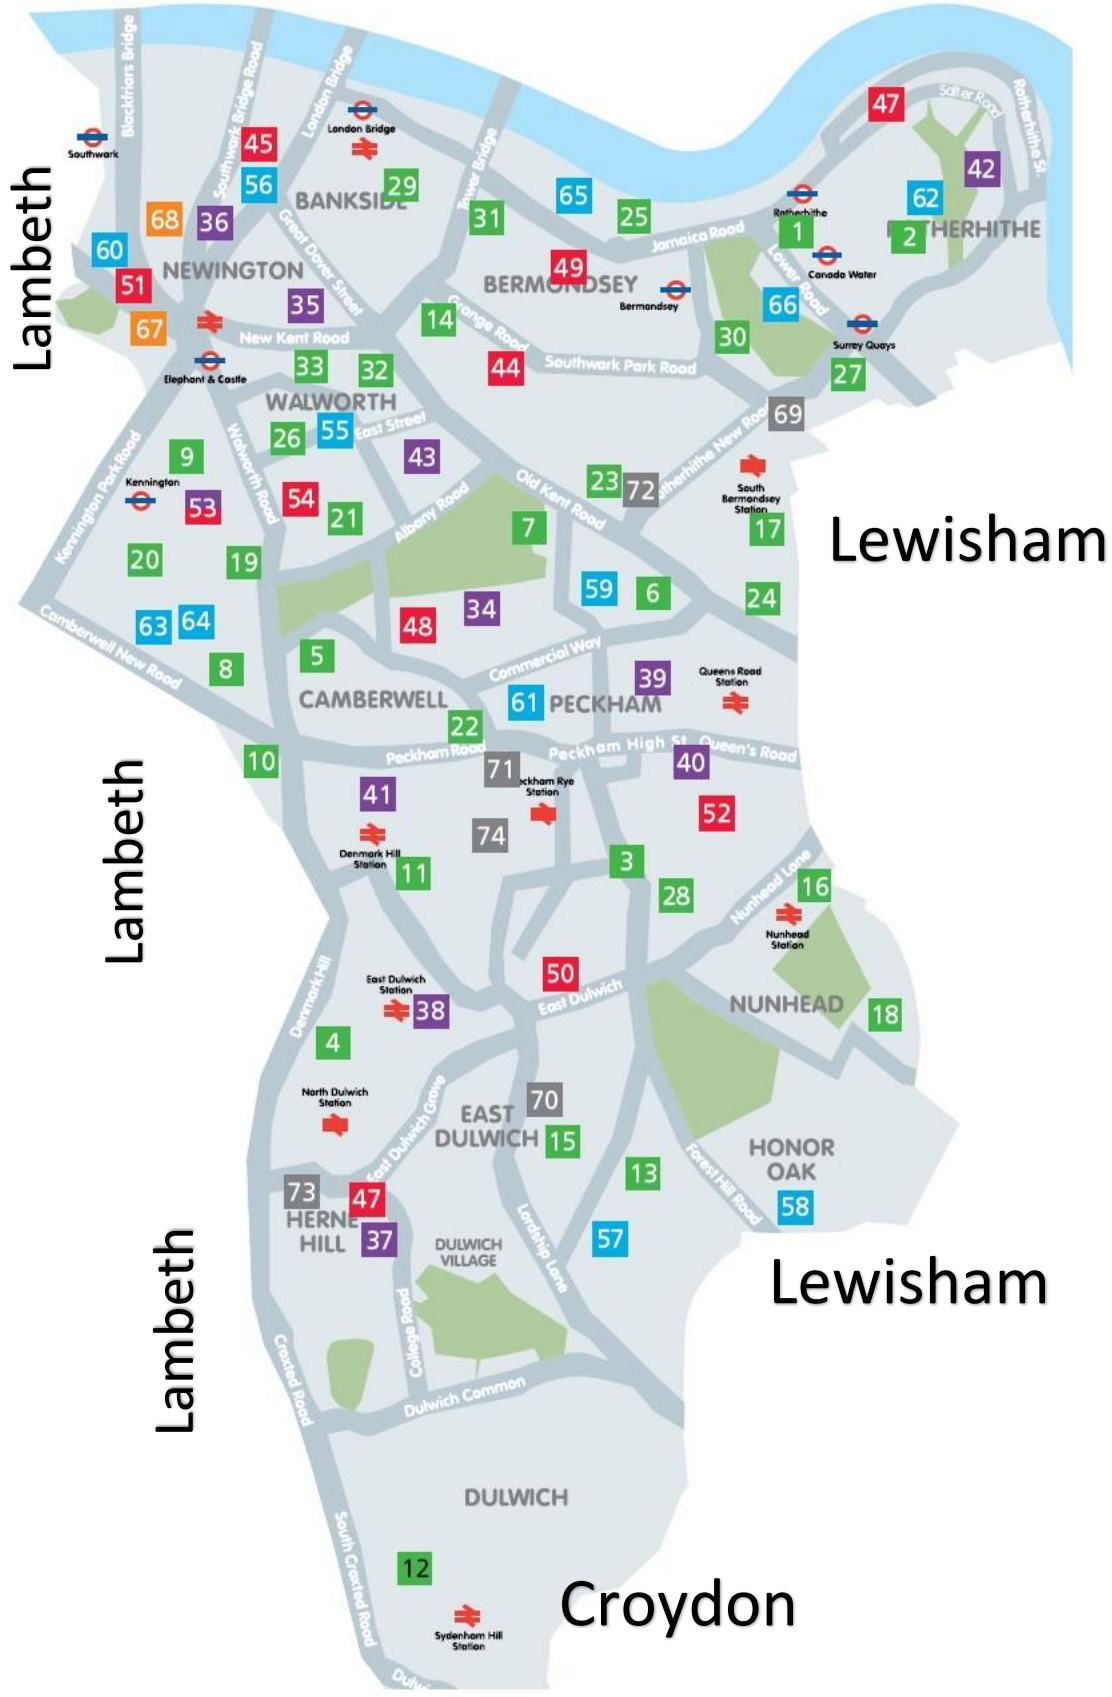 Blackfriars Bridge
Southwark Bridge Road
London Bridge
Tower Bridge
Salter Road
Rotherhithe St.
47
London Bridge
Southwark
45
56
29
BANKSIDE
42
62
Rotherhithe
65
25
31
68
36
60
Great Dover Street
Jamaica Road
1
2
ROTHERHITHE
Canada Water
Lower Road
NEWINGTON
51
49
BERMONDSEY
Bermondsey
66
35
67
14
Grange Road
New Kent Road
30
Surrey Quays
Elephant & Castle
33
32
44
Southwark Park Road
27
WALWORTH
69
26
55
East Street
Rotherhithe New Road
9
Walworth Road
43
Kennington Park Road
Kennington
53
54
21
Albany Road
Old Kent Road
23
72
South
Bermondsey
Station
17
7
20
19
59
6
24
63
64
48
34
Camberwell New Road
8
5
Commercial Way
39
Queens Road
Station
CAMBERWELL
61
PECKHAM
22
10
Peckham Road
Peckham High St.
Queen's Road
71
40
41
Peckham Rye
Station
52
74
Denmark Hill
Station
11
3
28
Nunhead Lane
16
Nunhead
Station
50
East Dulwich
East Dulwich
Station
38
Denmark Hill
NUNHEAD
18
4
North Dulwich
Station
East Dulwich Grove
70
EAST
DULWICH
15
13
HONOR
OAK
Forest Hill Road
58
73
47
HERNE
HILL
37
DULWICH
VILLAGE
Lordship Lane
57
College Road
Croxted Road
Dulwich Common
DULWICH
South Croxted Road
12
Sydenham Hill
Station
Lambeth
Lambeth
Lambeth
Lewisham
Lewisham
Croydon